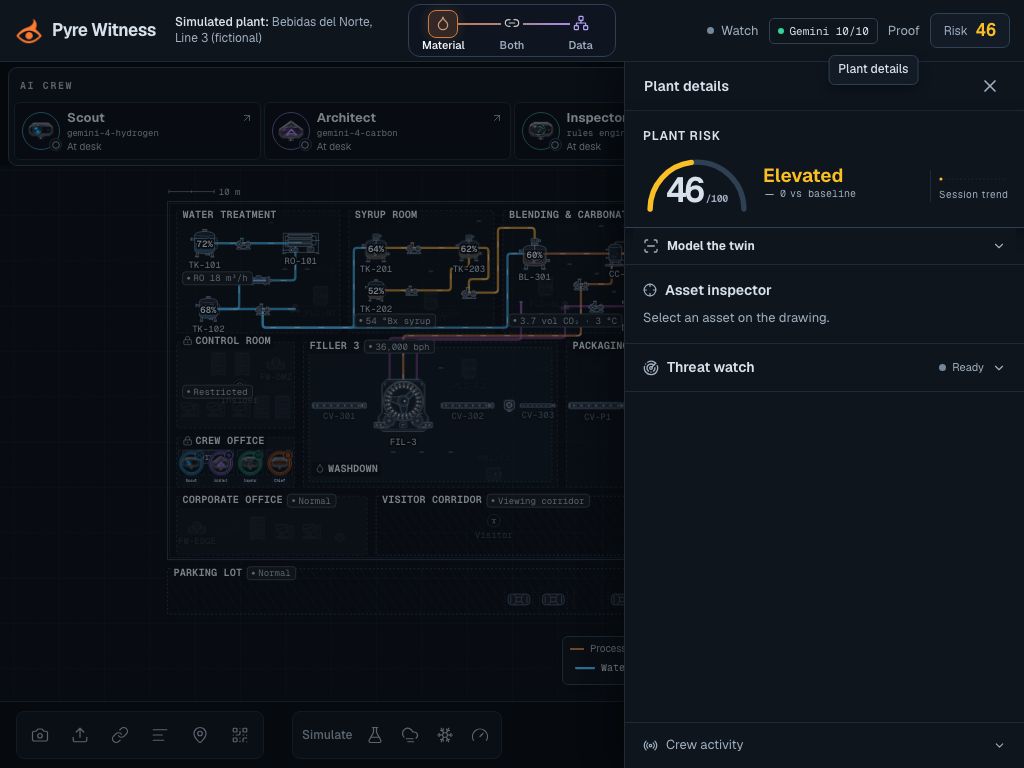 Pyre Witness
Simulated plant: Bebidas del Norte,
Line 3 (fictional)
Material
Both
Data
Watch
Gemini 10/10
Proof
Risk 46
Plant details
AI CREW
Scout
gemini-4-hydrogen
At desk
Architect
gemini-4-carbon
At desk
Inspector
rules engin
At desk
10 m
WATER TREATMENT
72%
TK-101
RO-101
RO 18 m³/h
68%
TK-102
SYRUP ROOM
64%
TK-201
62%
TK-203
52%
TK-202
54 °Bx syrup
BLENDING & CARBONAT
60%
BL-301
CC-
3.7 vol CO₂ · 3 °C
CONTROL ROOM
Restricted
FILLER 3
36,000 bph
CV-301
CV-302
CV-303
FIL-3
WASHDOWN
PACKAGING
CV-P1
CREW OFFICE
Scout
CORPORATE OFFICE
Normal
FW-EDGE
VISITOR CORRIDOR
Viewing corridor
Visitor
PARKING LOT
Normal
Process
Wate
Simulate
Plant details
PLANT RISK
46/100
Elevated
— 0 vs baseline
Session trend
Model the twin
Asset inspector
Select an asset on the drawing.
Threat watch
Ready
Crew activity